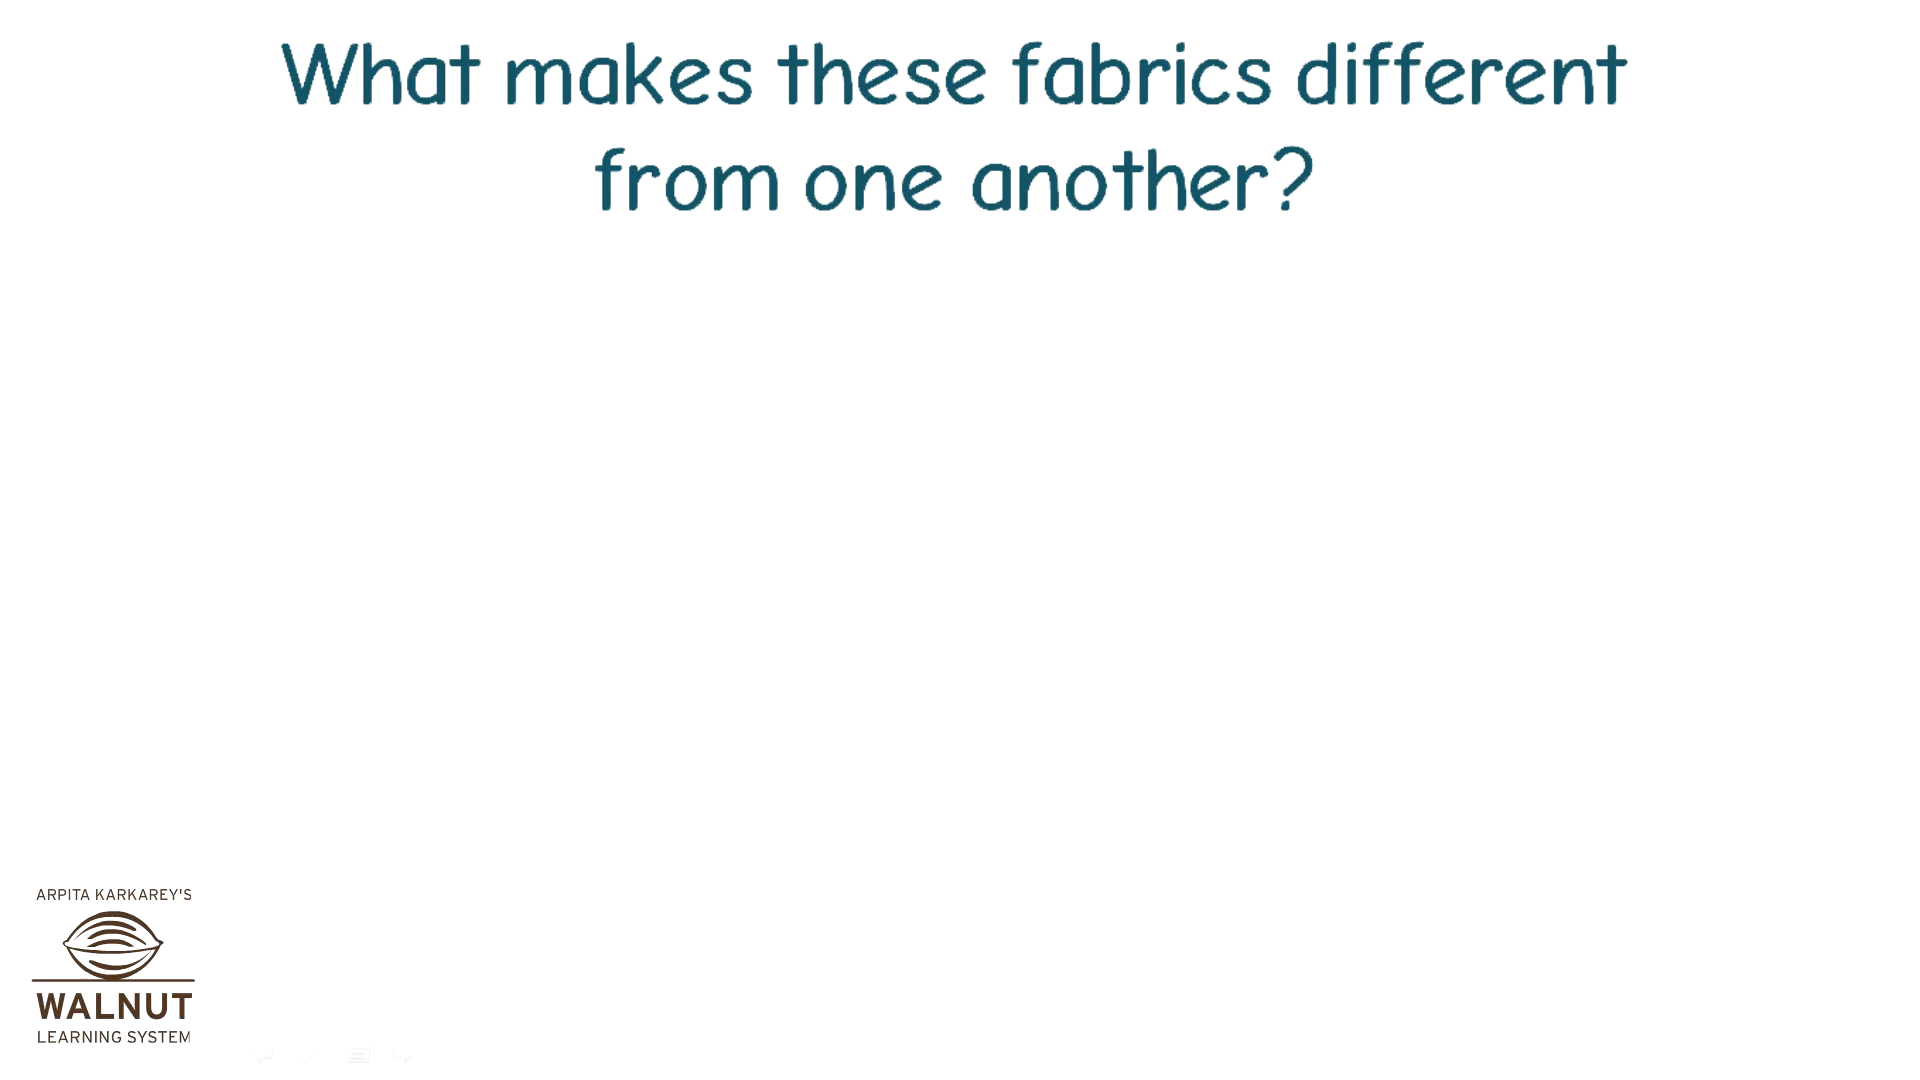 What makes these fabrics different
from one another?
ARPITA KARKAREY'S
WALNUT
LEARNING SYSTEM